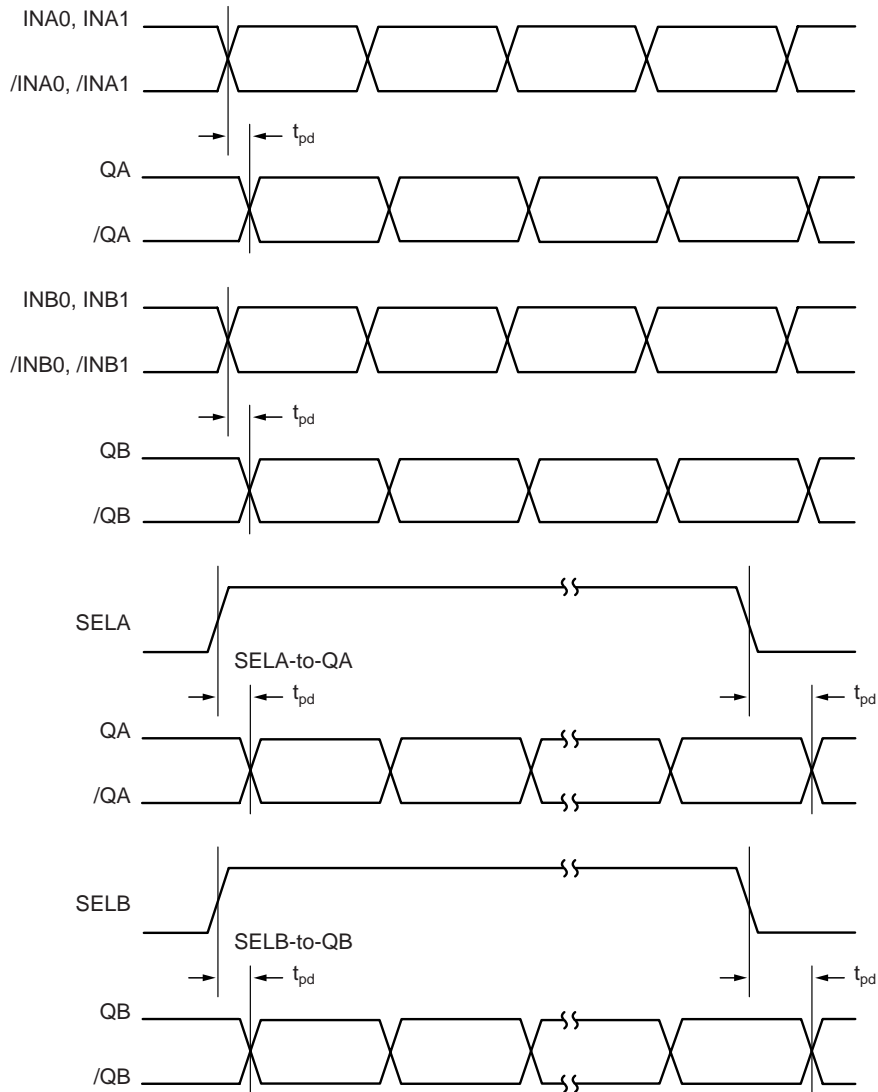 INA0, INA1
/INA0, /INA1
tpd
QA
/QA
INB0, INB1
/INB0, /INB1
tpd
QB
/QB
SELA
SELA-to-QA
tpd
tpd
QA
/QA
SELB
SELB-to-QB
tpd
tpd
QB
/QB